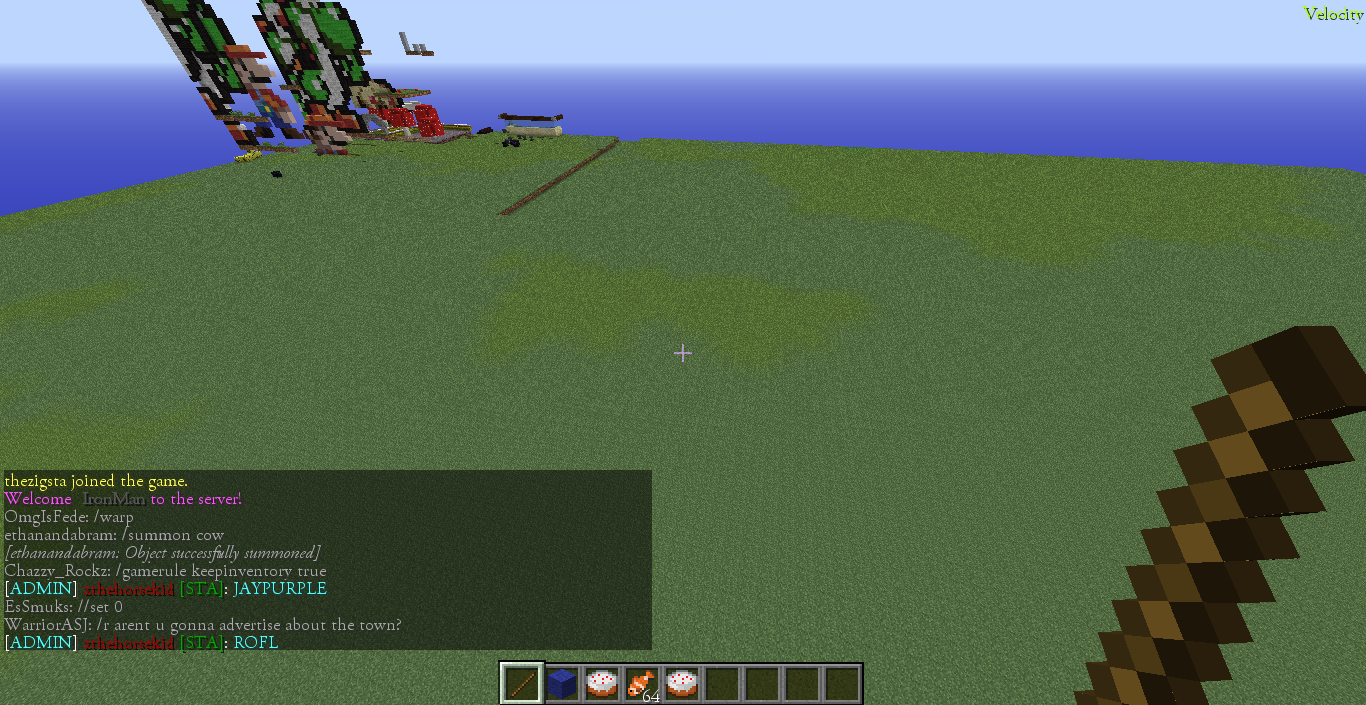 Velocity
thezigsta joined the game.
Welcome IronMan to the server!
OmgIsFede: /warp
ethanandabram: /summon cow
[ethanandabram: Object successfully summoned]
Chazzy_Rockz: /gamerule keepinventory true
[ADMIN] zthehorsekid [STA]: JAYPURPLE
EsSmuks: //set 0
WarriorASJ: /r arent u gonna advertise about the town?
[ADMIN] zthehorsekid [STA]: ROFL
64